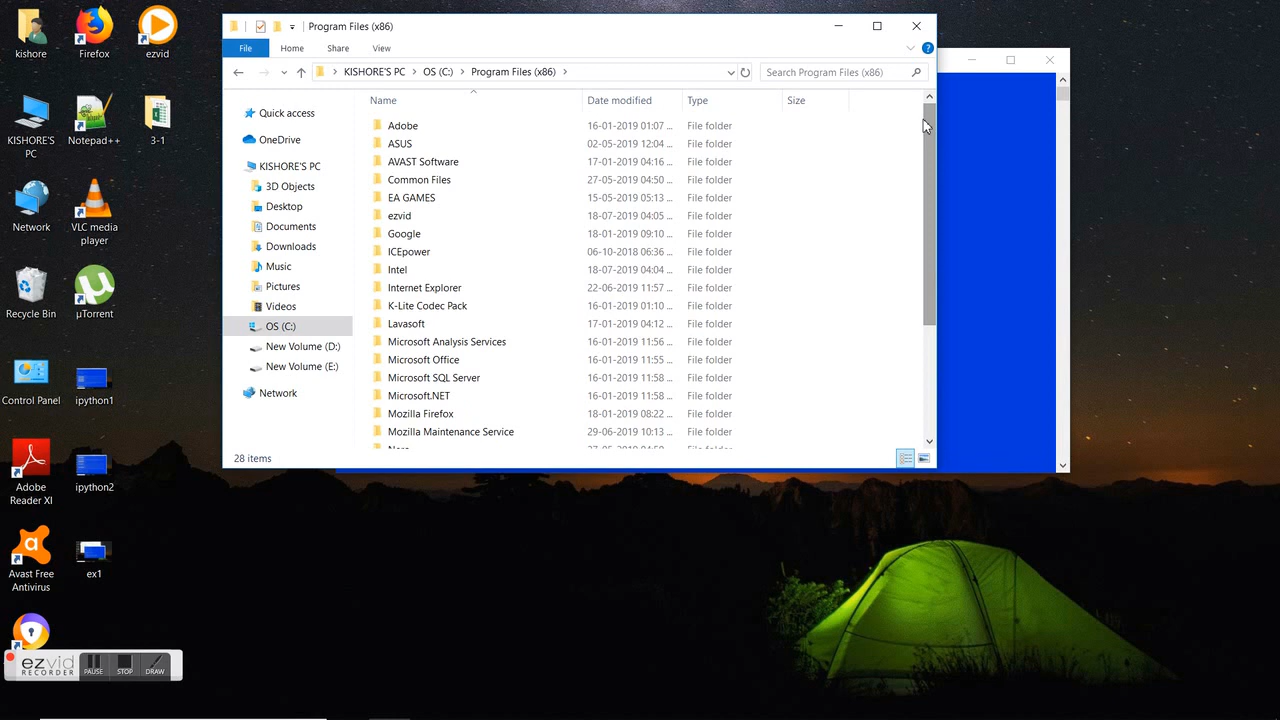 Program Files (x86)
File Home Share View
KISHORE'S PC OS (C:) Program Files (x86)
Search Program Files (x86)
Name Date modified Type Size
Adobe 16-01-2019 01:07 ... File folder
ASUS 02-05-2019 12:04 ... File folder
AVAST Software 17-01-2019 04:16 ... File folder
Common Files 27-05-2019 04:50 ... File folder
EA GAMES 15-05-2019 05:13 ... File folder
ezvid 18-07-2019 04:05 ... File folder
Google 18-01-2019 09:10 ... File folder
ICEpower 06-10-2018 06:36 ... File folder
Intel 18-07-2019 04:04 ... File folder
Internet Explorer 22-06-2019 11:57 ... File folder
K-Lite Codec Pack 16-01-2019 01:10 ... File folder
Lavasoft 17-01-2019 04:12 ... File folder
Microsoft Analysis Services 16-01-2019 11:56 ... File folder
Microsoft Office 16-01-2019 11:55 ... File folder
Microsoft SQL Server 16-01-2019 11:58 ... File folder
Microsoft.NET 16-01-2019 11:58 ... File folder
Mozilla Firefox 18-01-2019 08:22 ... File folder
Mozilla Maintenance Service 29-06-2019 10:13 ... File folder
Quick access
OneDrive
KISHORE'S PC
3D Objects
Desktop
Documents
Downloads
Music
Pictures
Videos
OS (C:)
New Volume (D:)
New Volume (E:)
Network
28 items
kishore
Firefox
ezvid
KISHORE'S
PC
Notepad++
3-1
Network
VLC media
player
Recycle Bin
µTorrent
Control Panel
ipython1
Adobe
Reader XI
ipython2
Avast Free
Antivirus
ex1
ezvid
RECORDER
PAUSE STOP DRAW